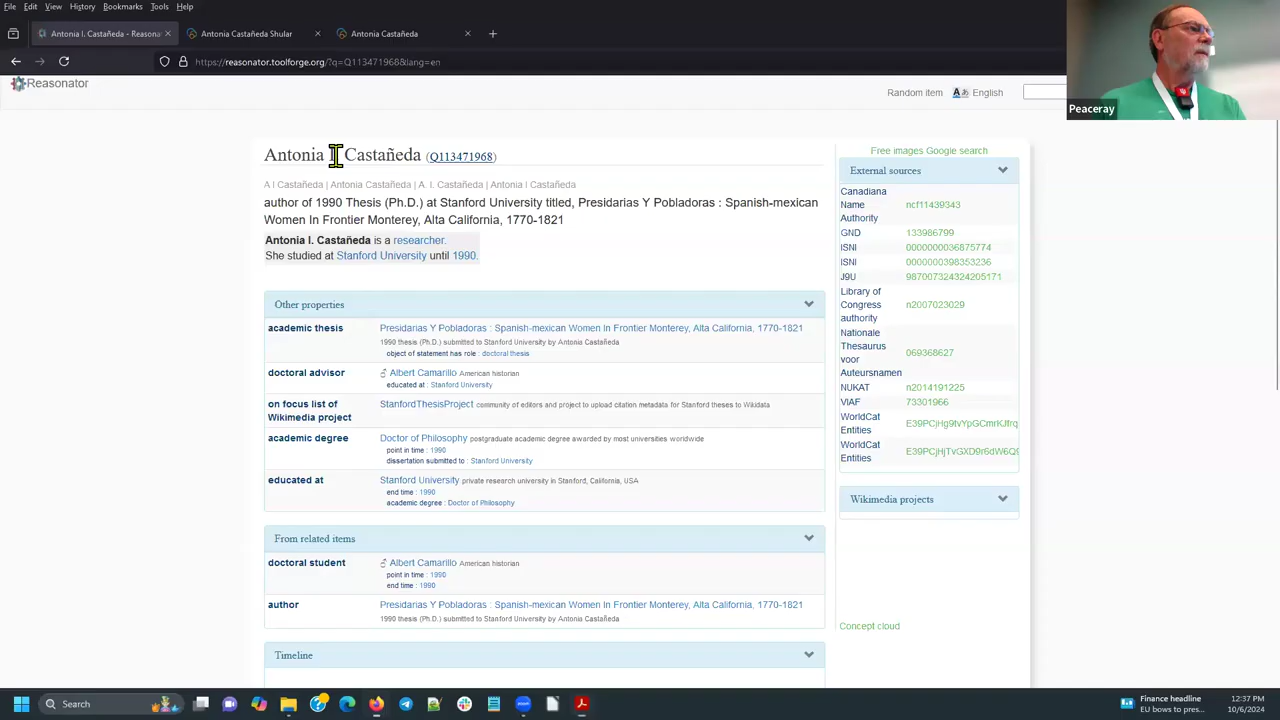 File Edit View History Bookmarks Tools Help
Antonia I. Castañeda - Reasona
Antonia Castañeda Shular
Antonia Castañeda
https://reasonator.toolforge.org/?q=Q113471968&lang=en
Reasonator
Random item
English
Peaceray
Antonia I. Castañeda (Q113471968)
A I Castañeda | Antonia Castañeda | A. I. Castañeda | Antonia I Castañeda
author of 1990 Thesis (Ph.D.) at Stanford University titled, Presidarias Y Pobladoras : Spanish-mexican
Women In Frontier Monterey, Alta California, 1770-1821
Antonia I. Castañeda is a researcher.
She studied at Stanford University until 1990.
Other properties
academic thesis
Presidarias Y Pobladoras : Spanish-mexican Women In Frontier Monterey, Alta California, 1770-1821
1990 thesis (Ph.D.) submitted to Stanford University by Antonia Castañeda
object of statement has role : doctoral thesis
doctoral advisor
♂ Albert Camarillo American historian
educated at : Stanford University
on focus list of
Wikimedia project
StanfordThesisProject community of editors and project to upload citation metadata for Stanford theses to Wikidata
academic degree
Doctor of Philosophy postgraduate academic degree awarded by most universities worldwide
point in time : 1990
dissertation submitted to : Stanford University
educated at
Stanford University private research university in Stanford, California, USA
end time : 1990
academic degree : Doctor of Philosophy
From related items
doctoral student
♂ Albert Camarillo American historian
point in time : 1990
end time : 1990
author
Presidarias Y Pobladoras : Spanish-mexican Women In Frontier Monterey, Alta California, 1770-1821
1990 thesis (Ph.D.) submitted to Stanford University by Antonia Castañeda
Timeline
Free images Google search
External sources
Canadiana
Name
Authority
ncf11439343
GND 133986799
ISNI 0000000036875774
ISNI 0000000398353236
J9U 987007324324205171
Library of
Congress
authority
n2007023029
Nationale
Thesaurus
voor
Auteursnamen
069368627
NUKAT n2014191225
VIAF 73301966
WorldCat
Entities
WorldCat
Entities
Wikimedia projects
Concept cloud
Search
Finance headline
EU bows to pres...
12:37 PM
10/6/2024